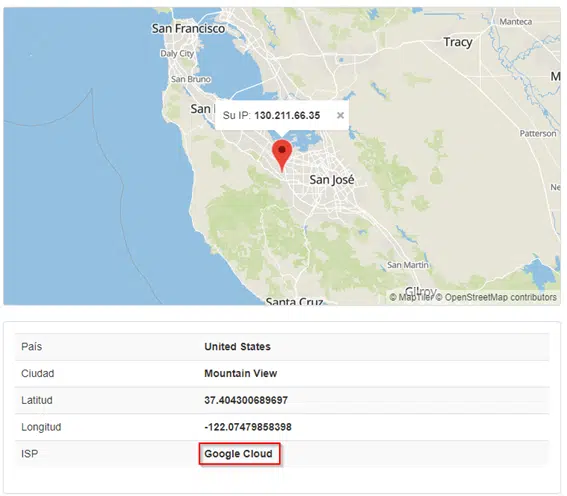 San Francisco
Manteca
Daly City
Tracy
San Bruno
Su IP: 130.211.66.35 ×
Patterson
San José
San Martin
Gilroy
Santa Cruz
© MapTiler © OpenStreetMap contributors
País United States
Ciudad Mountain View
Latitud 37.404300689697
Longitud -122.07479858398
ISP Google Cloud